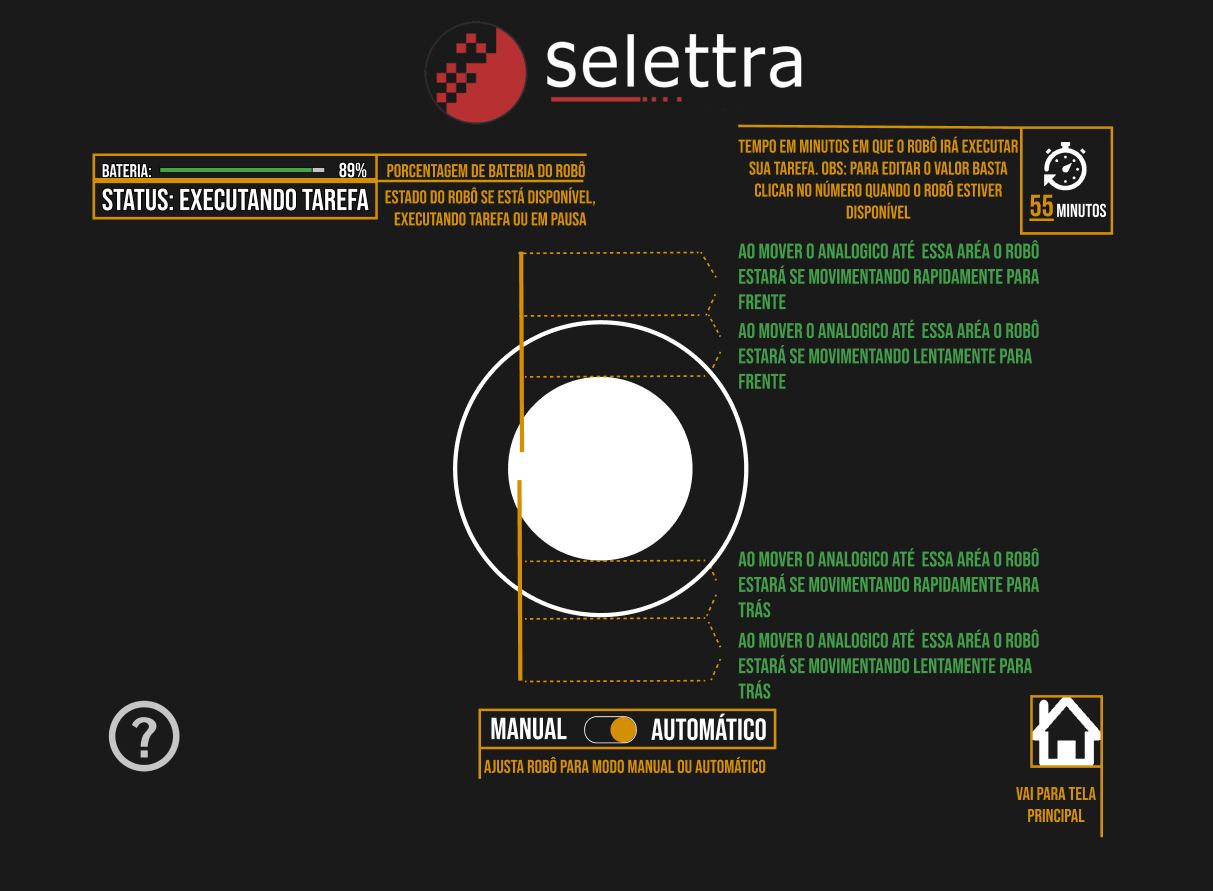 selettra
BATERIA: 89%
PORCENTAGEM DE BATERIA DO ROBÔ
STATUS: EXECUTANDO TAREFA
ESTADO DO ROBÔ SE ESTÁ DISPONÍVEL,
EXECUTANDO TAREFA OU EM PAUSA
TEMPO EM MINUTOS EM QUE O ROBÔ IRÁ EXECUTAR
SUA TAREFA. OBS: PARA EDITAR O VALOR BASTA
CLICAR NO NÚMERO QUANDO O ROBÔ ESTIVER
DISPONÍVEL
55 MINUTOS
AO MOVER O ANALOGICO ATÉ ESSA ARÉA O ROBÔ
ESTARÁ SE MOVIMENTANDO RAPIDAMENTE PARA
FRENTE
AO MOVER O ANALOGICO ATÉ ESSA ARÉA O ROBÔ
ESTARÁ SE MOVIMENTANDO LENTAMENTE PARA
FRENTE
AO MOVER O ANALOGICO ATÉ ESSA ARÉA O ROBÔ
ESTARÁ SE MOVIMENTANDO RAPIDAMENTE PARA
TRÁS
AO MOVER O ANALOGICO ATÉ ESSA ARÉA O ROBÔ
ESTARÁ SE MOVIMENTANDO LENTAMENTE PARA
TRÁS
?
MANUAL AUTOMÁTICO
AJUSTA ROBÔ PARA MODO MANUAL OU AUTOMÁTICO
VAI PARA TELA
PRINCIPAL